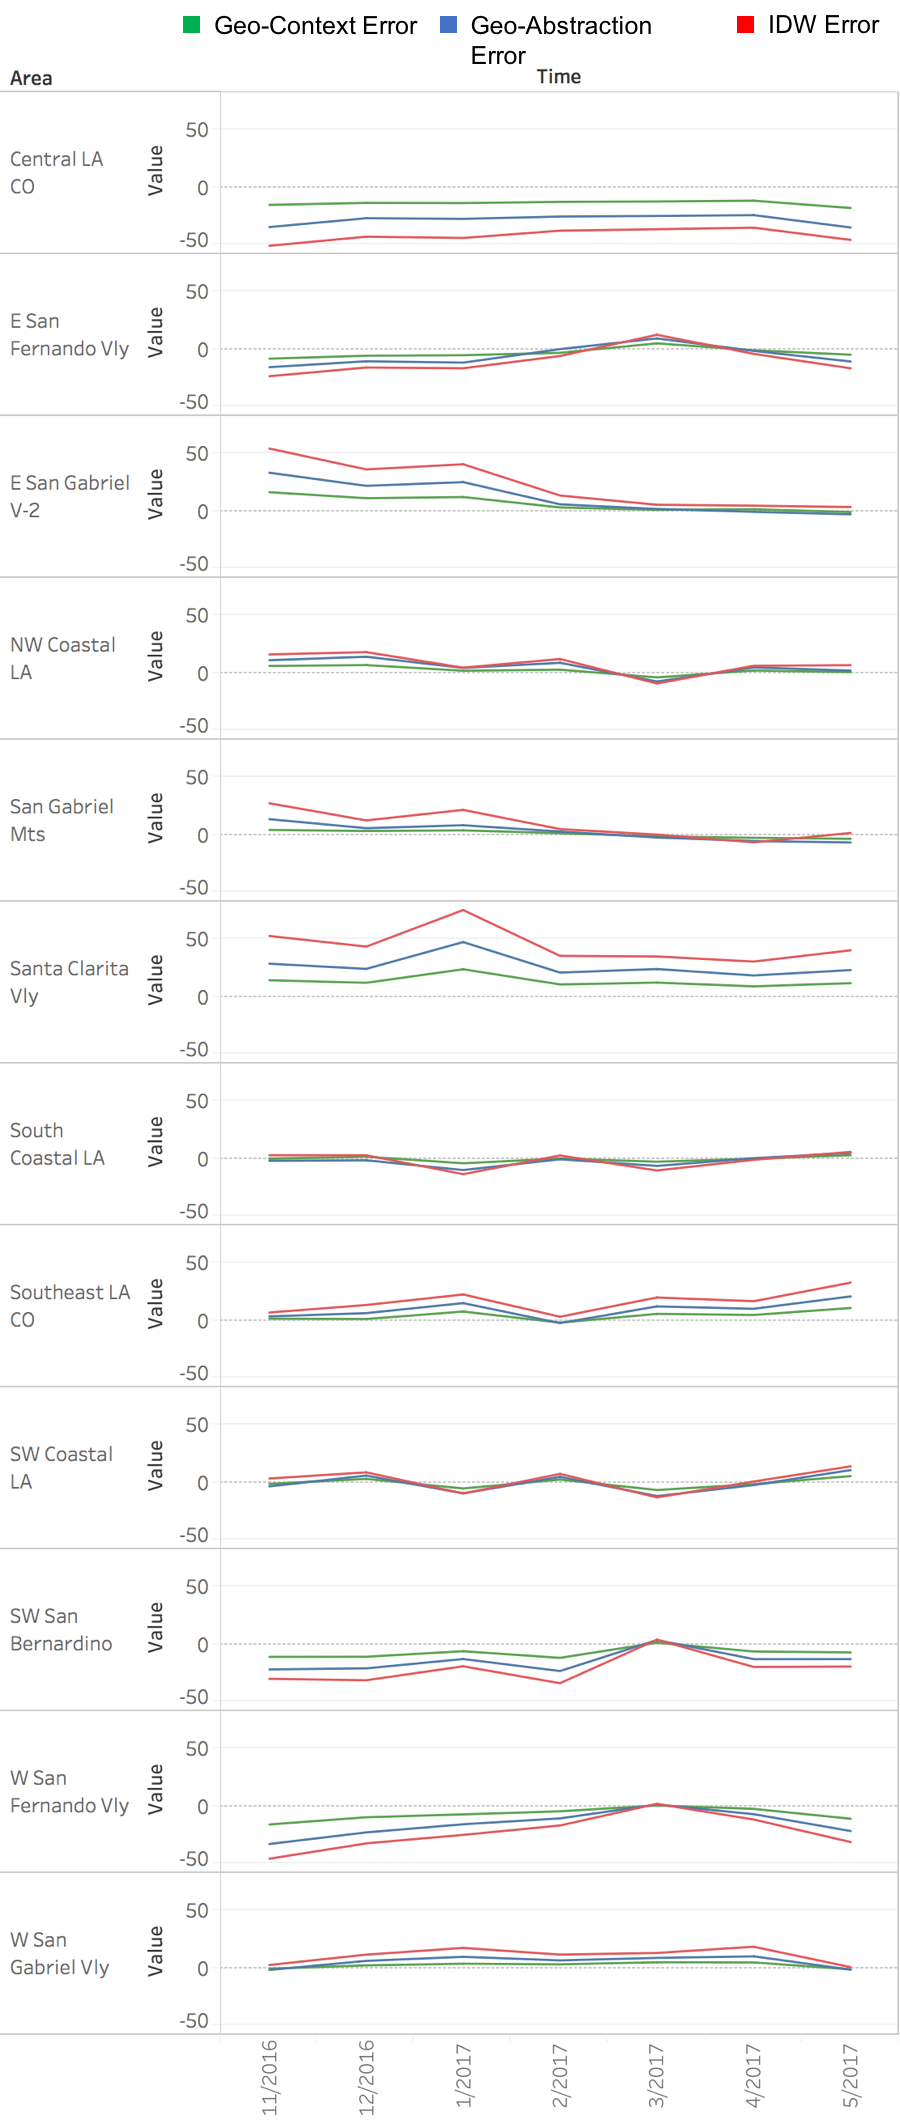 Geo-Context Error
Geo-Abstraction
Error
IDW Error
Area
Time
Central LA
CO
Value
50
0
-50
E San
Fernando Vly
Value
50
0
-50
E San Gabriel
V-2
Value
50
0
-50
NW Coastal
LA
Value
50
0
-50
San Gabriel
Mts
Value
50
0
-50
Santa Clarita
Vly
Value
50
0
-50
South
Coastal LA
Value
50
0
-50
Southeast LA
CO
Value
50
0
-50
SW Coastal
LA
Value
50
0
-50
SW San
Bernardino
Value
50
0
-50
W San
Fernando Vly
Value
50
0
-50
W San
Gabriel Vly
Value
50
0
-50
11/2016
12/2016
1/2017
2/2017
3/2017
4/2017
5/2017